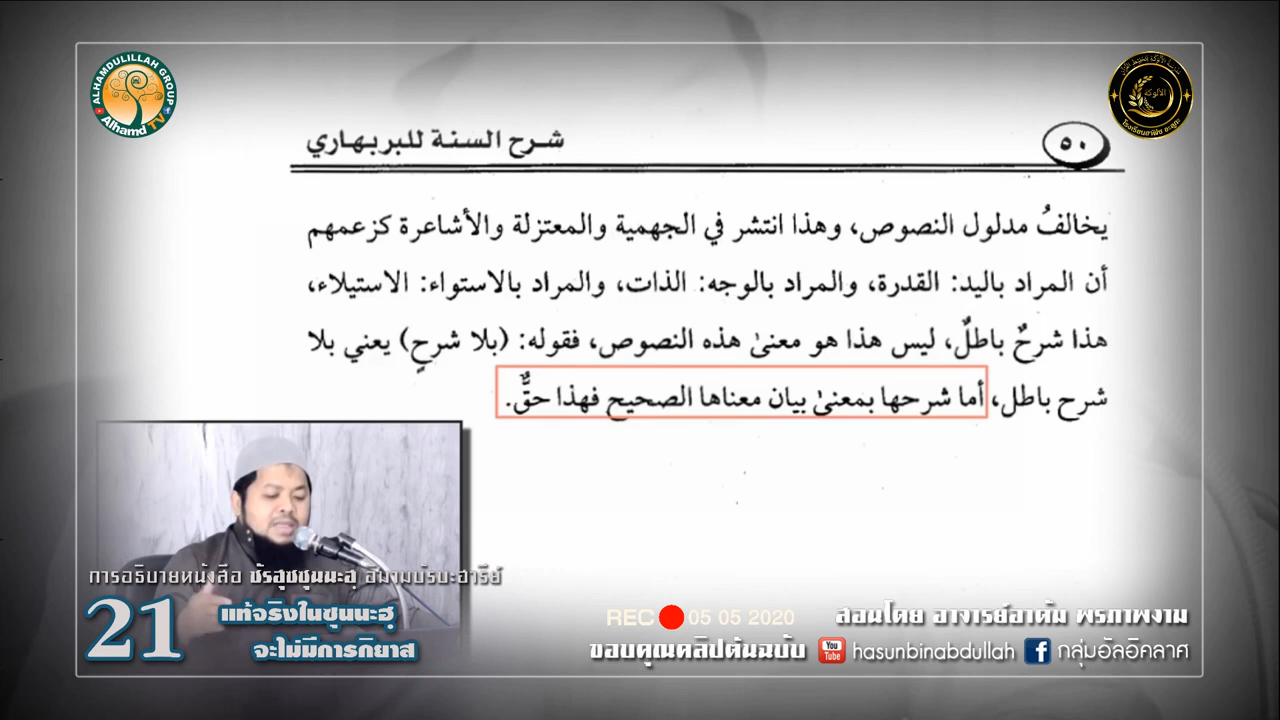 ALHAMDULILLAH GROUP
Alhamd TV
الألوكة
شرح السنة للبربهاري
٥٠
يخالفُ مدلول النصوص، وهذا انتشر في الجهمية والمعتزلة والأشاعرة كزعمهم
أن المراد باليد: القدرة، والمراد بالوجه: الذات، والمراد بالاستواء: الاستيلاء،
هذا شرحٌ باطلٌ، ليس هذا هو معنىٰ هذه النصوص، فقوله: (بلا شرحٍ) يعني بلا
شرح باطل، أما شرحها بمعنىٰ بيان معناها الصحيح فهذا حقٌّ.
การอธิบายหนังสือ ชัรฮุซซุนนะฮฺ อิมามบัรบะฮารีย์
21
แท้จริงในซุนนะฮฺ
จะไม่มีการกิยาส
REC 05 05 2020
สอนโดย อาจารย์อาดัม พรภาพงาม
ขอบคุณคลิปต้นฉบับ You Tube hasunbinabdullah f กลุ่มอัลอิคลาศ